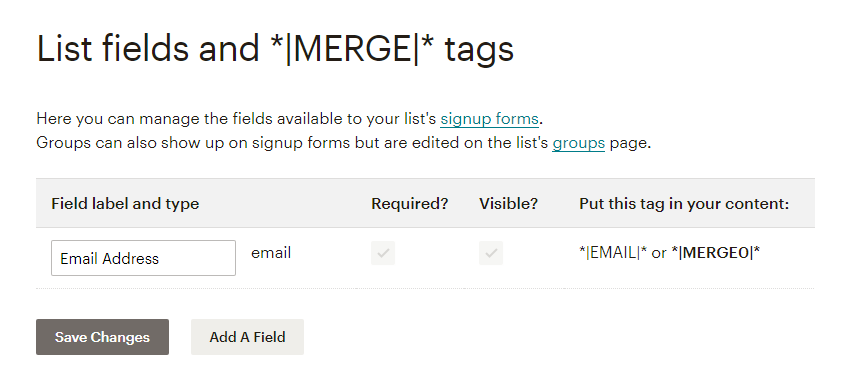 List fields and *|MERGE|* tags
Here you can manage the fields available to your list's signup forms.
Groups can also show up on signup forms but are edited on the list's groups page.
Field label and type Required? Visible? Put this tag in your content:
Email Address email *|EMAIL|* or *|MERGE0|*
Save Changes Add A Field